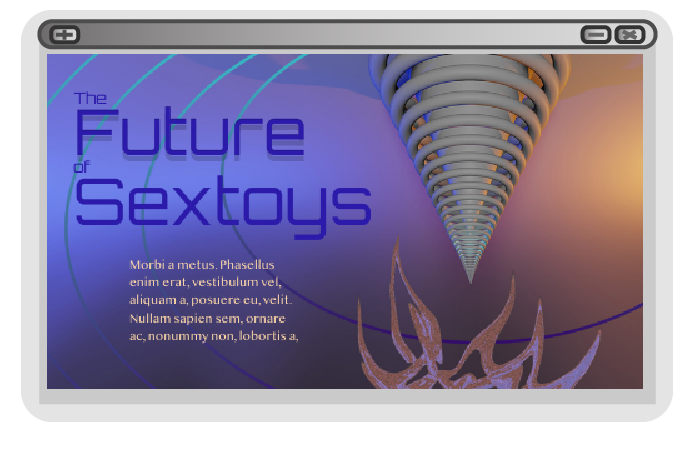 The
Future
of
Sextoys
Morbi a metus. Phasellus
enim erat, vestibulum vel,
aliquam a, posuere eu, velit.
Nullam sapien sem, ornare
ac, nonummy non, lobortis a,